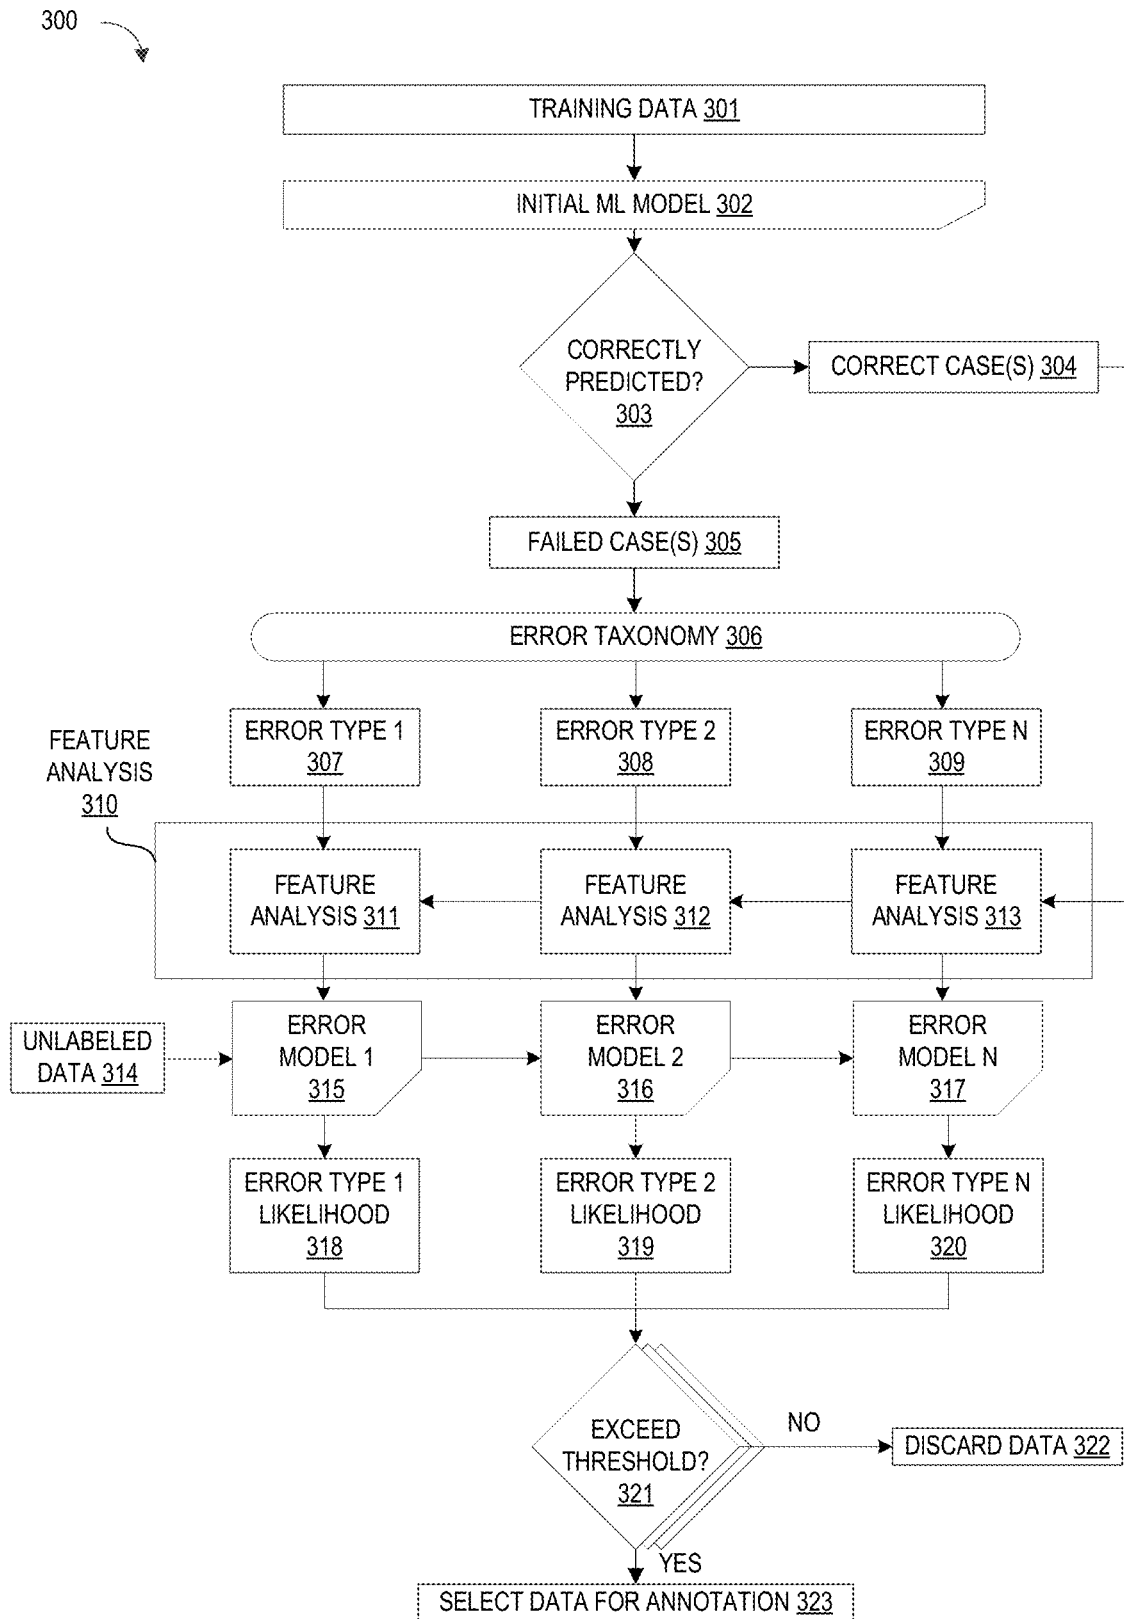 300
TRAINING DATA 301
INITIAL ML MODEL 302
CORRECTLY
PREDICTED?
303
CORRECT CASE(S) 304
FAILED CASE(S) 305
ERROR TAXONOMY 306
ERROR TYPE 1
307
ERROR TYPE 2
308
ERROR TYPE N
309
FEATURE
ANALYSIS
310
FEATURE
ANALYSIS 311
FEATURE
ANALYSIS 312
FEATURE
ANALYSIS 313
UNLABELED
DATA 314
ERROR
MODEL 1
315
ERROR
MODEL 2
316
ERROR
MODEL N
317
ERROR TYPE 1
LIKELIHOOD
318
ERROR TYPE 2
LIKELIHOOD
319
ERROR TYPE N
LIKELIHOOD
320
EXCEED
THRESHOLD?
321
NO
DISCARD DATA 322
YES
SELECT DATA FOR ANNOTATION 323